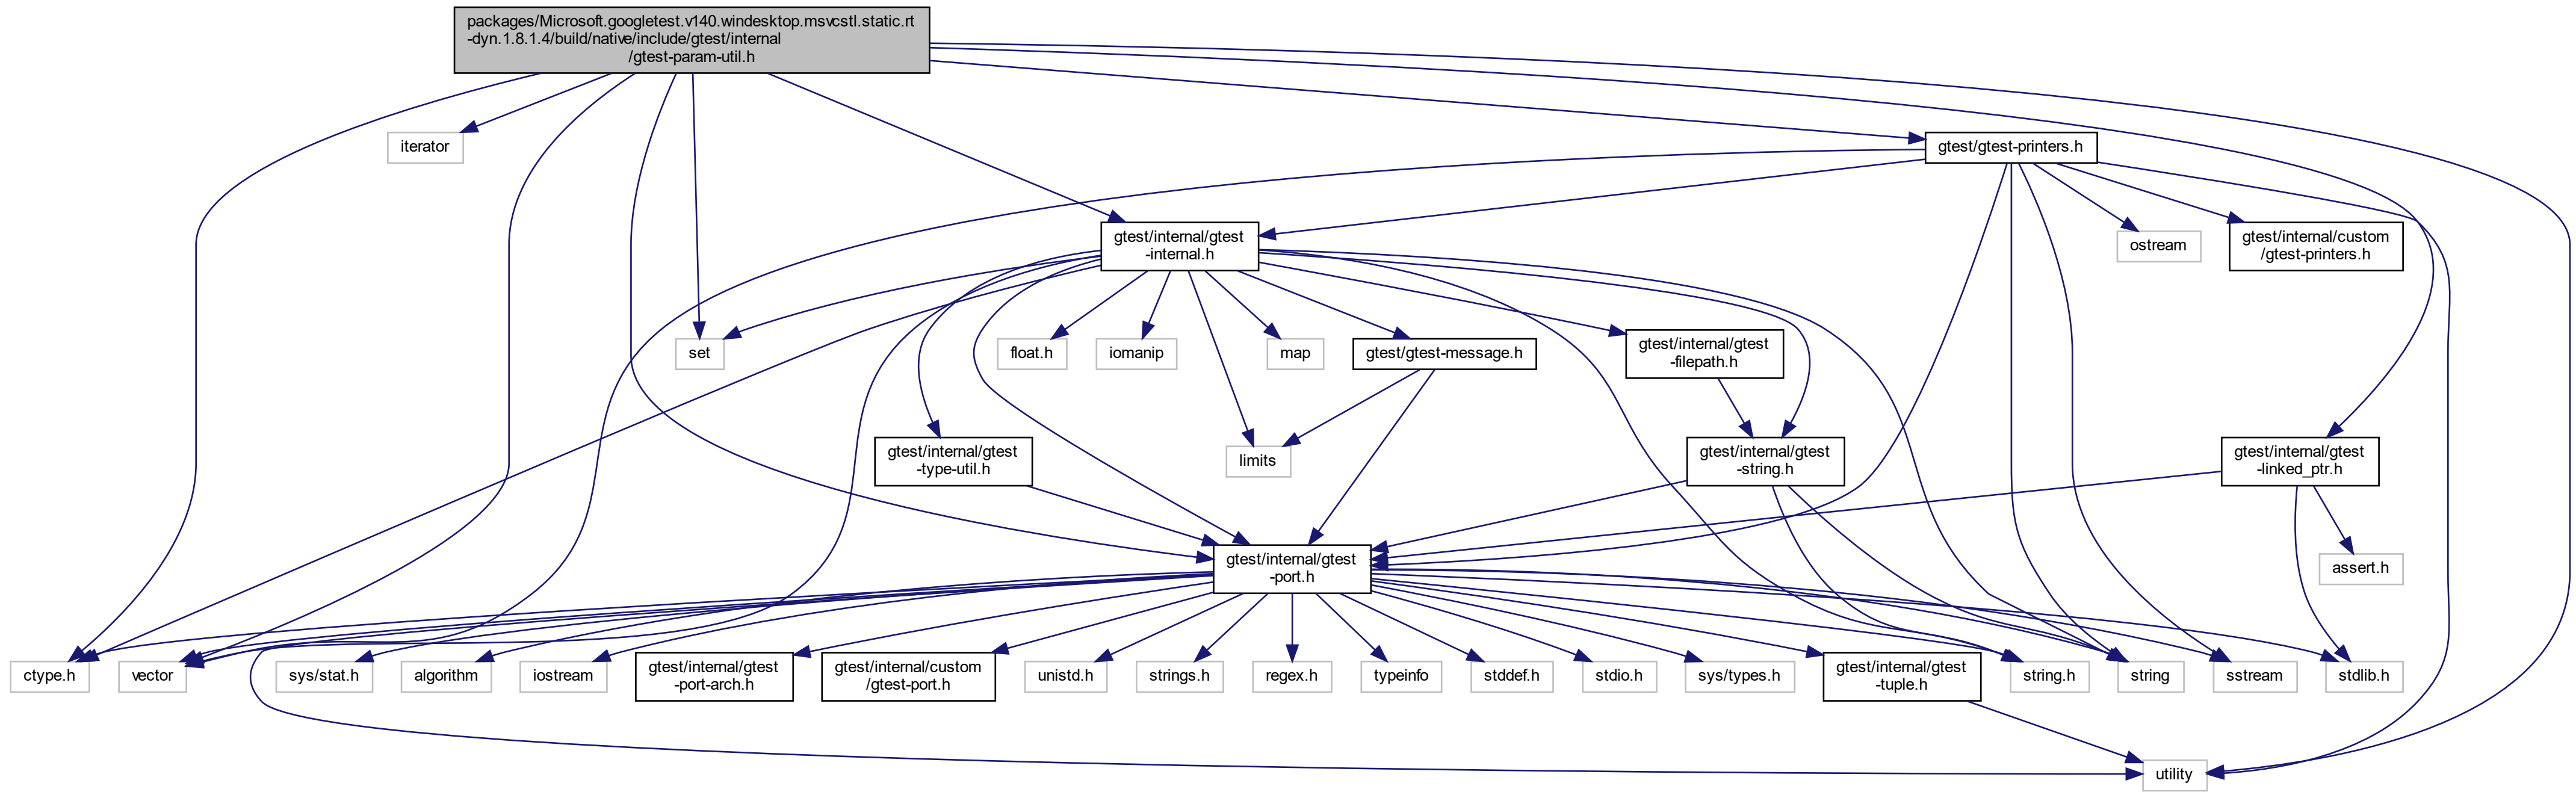 packages/Microsoft.googletest.v140.windesktop.msvcstl.static.rt
-dyn.1.8.1.4/build/native/include/gtest/internal
/gtest-param-util.h
iterator
gtest/gtest-printers.h
gtest/internal/gtest
-internal.h
ostream
gtest/internal/custom
/gtest-printers.h
set
float.h
iomanip
map
gtest/gtest-message.h
gtest/internal/gtest
-filepath.h
gtest/internal/gtest
-type-util.h
limits
gtest/internal/gtest
-string.h
gtest/internal/gtest
-linked_ptr.h
gtest/internal/gtest
-port.h
assert.h
ctype.h
vector
sys/stat.h
algorithm
iostream
gtest/internal/gtest
-port-arch.h
gtest/internal/custom
/gtest-port.h
unistd.h
strings.h
regex.h
typeinfo
stddef.h
stdio.h
sys/types.h
gtest/internal/gtest
-tuple.h
string.h
string
sstream
stdlib.h
utility